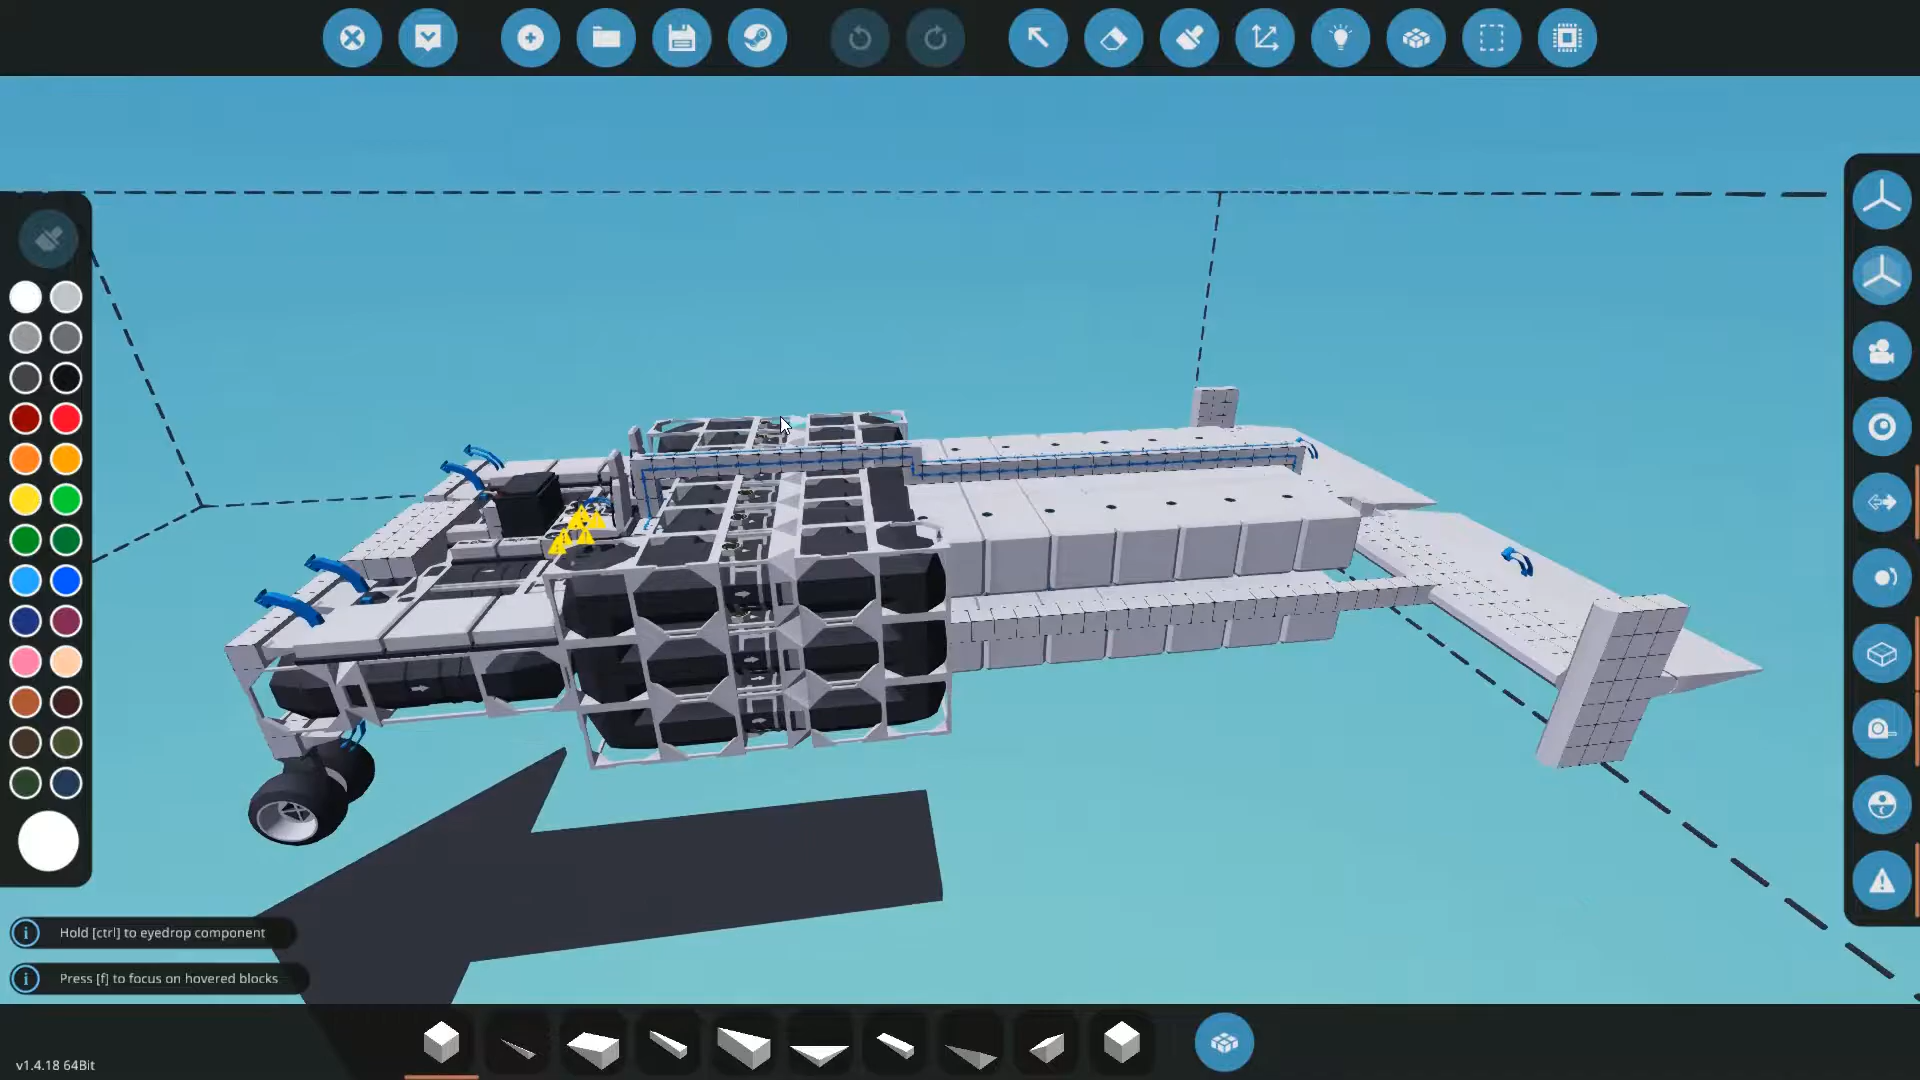 Hold [ctrl] to eyedrop component
Press [f] to focus on hovered blocks
v1.4.18 64Bit